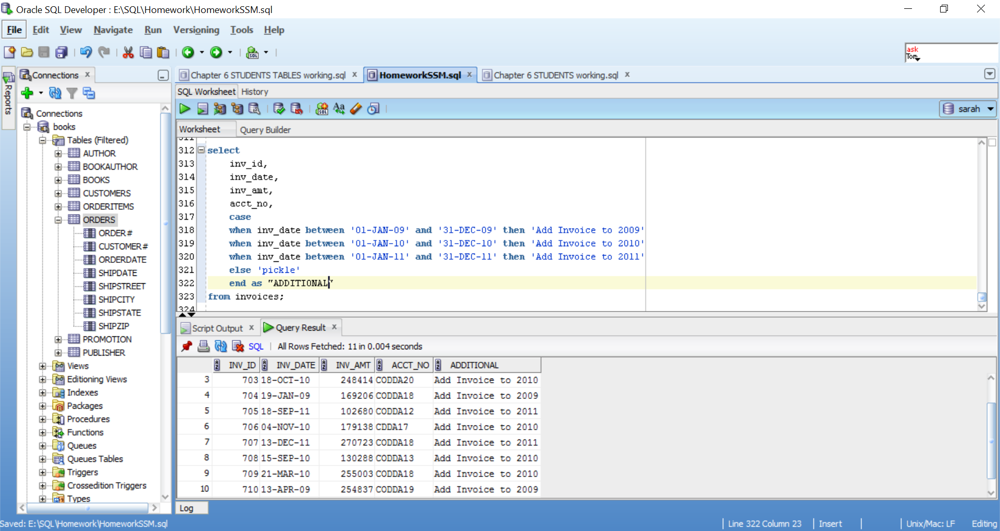 Oracle SQL Developer : E:\SQL\Homework\HomeworkSSM.sql
File Edit View Navigate Run Versioning Tools Help
ask
Tom
Reports
Connections
Chapter 6 STUDENTS TABLES working.sql
HomeworkSSM.sql
Chapter 6 STUDENTS working.sql
SQL Worksheet History
sarah
Worksheet Query Builder
Connections
books
Tables (Filtered)
AUTHOR
BOOKAUTHOR
BOOKS
CUSTOMERS
ORDERITEMS
ORDERS
ORDER#
CUSTOMER#
ORDERDATE
SHIPDATE
SHIPSTREET
SHIPCITY
SHIPSTATE
SHIPZIP
PROMOTION
PUBLISHER
Views
Editioning Views
Indexes
Packages
Procedures
Functions
Queues
Queues Tables
Triggers
Crossedition Triggers
Types
311
312 select
313 inv_id,
314 inv_date,
315 inv_amt,
316 acct_no,
317 case
318 when inv_date between '01-JAN-09' and '31-DEC-09' then 'Add Invoice to 2009'
319 when inv_date between '01-JAN-10' and '31-DEC-10' then 'Add Invoice to 2010'
320 when inv_date between '01-JAN-11' and '31-DEC-11' then 'Add Invoice to 2011'
321 else 'pickle'
322 end as "ADDITIONAL"
323 from invoices;
324
Script Output Query Result
SQL All Rows Fetched: 11 in 0.004 seconds
INV_ID INV_DATE INV_AMT ACCT_NO ADDITIONAL
3 703 18-OCT-10 248414 CODDA20 Add Invoice to 2010
4 704 19-JAN-09 169206 CODDA18 Add Invoice to 2009
5 705 18-SEP-11 102680 CODDA12 Add Invoice to 2011
6 706 04-NOV-10 179138 CDDA17 Add Invoice to 2010
7 707 13-DEC-11 270723 CODDA18 Add Invoice to 2011
8 708 15-SEP-10 130288 CODDA13 Add Invoice to 2010
9 709 21-MAR-10 255003 CODDA18 Add Invoice to 2010
10 710 13-APR-09 254837 CODDA19 Add Invoice to 2009
Log
Saved: E:\SQL\Homework\HomeworkSSM.sql
Line 322 Column 23 Insert Unix/Mac: LF Editing